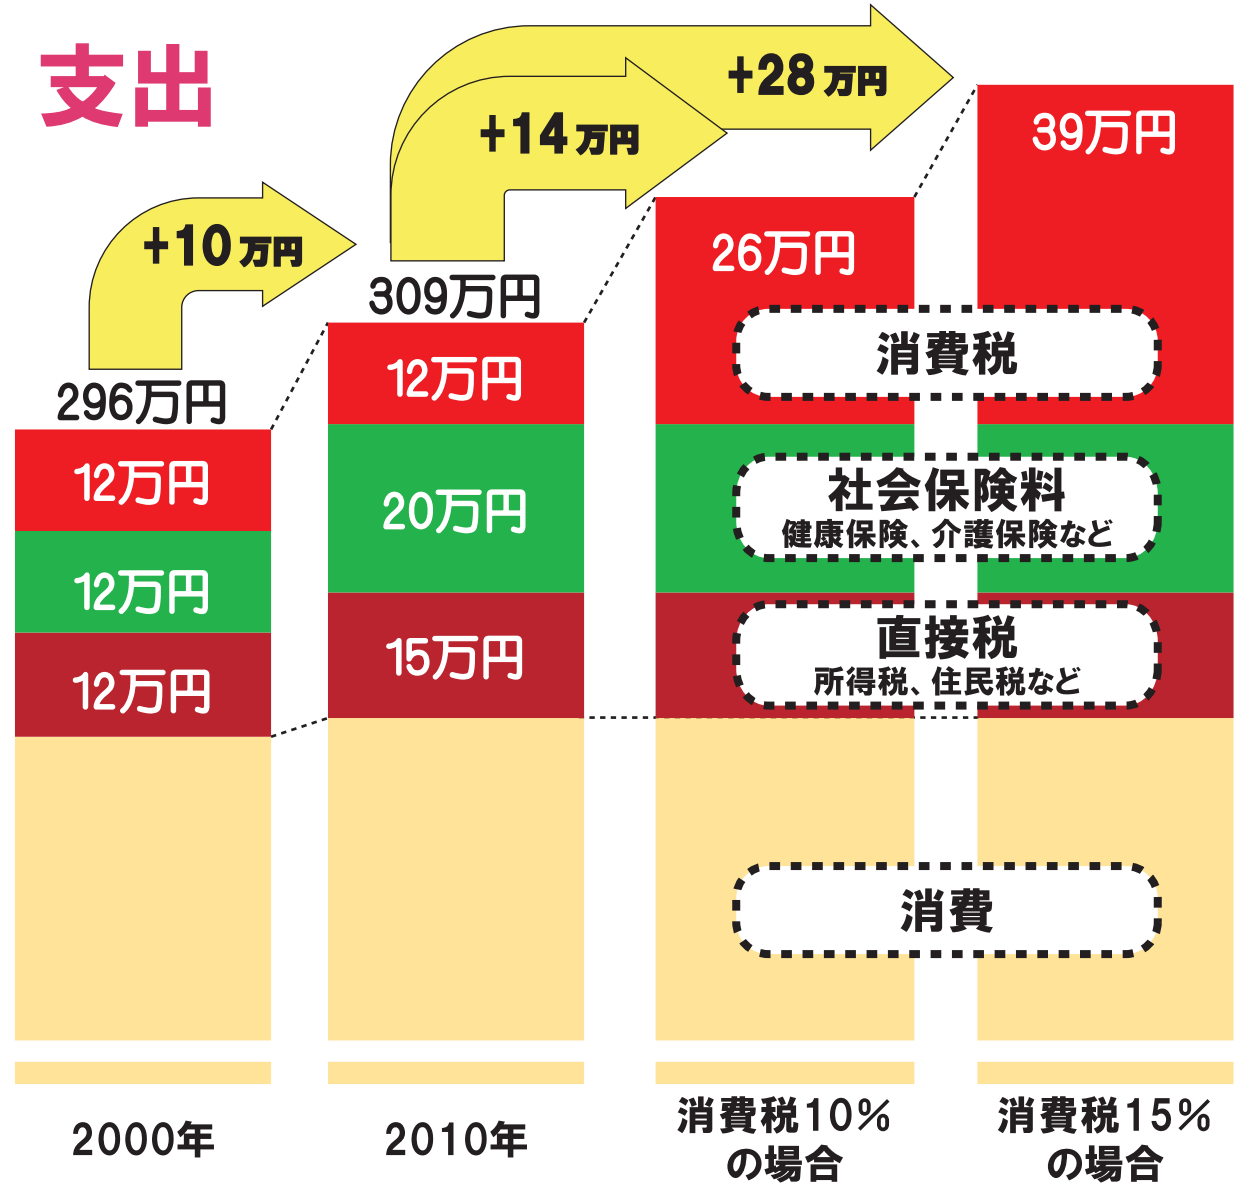 支出
+10万円
+14万円
+28万円
296万円
12万円
12万円
12万円
309万円
12万円
20万円
15万円
26万円
39万円
消費税
社会保険料
健康保険、介護保険など
直接税
所得税、住民税など
消費
2000年
2010年
消費税10%
の場合
消費税15%
の場合